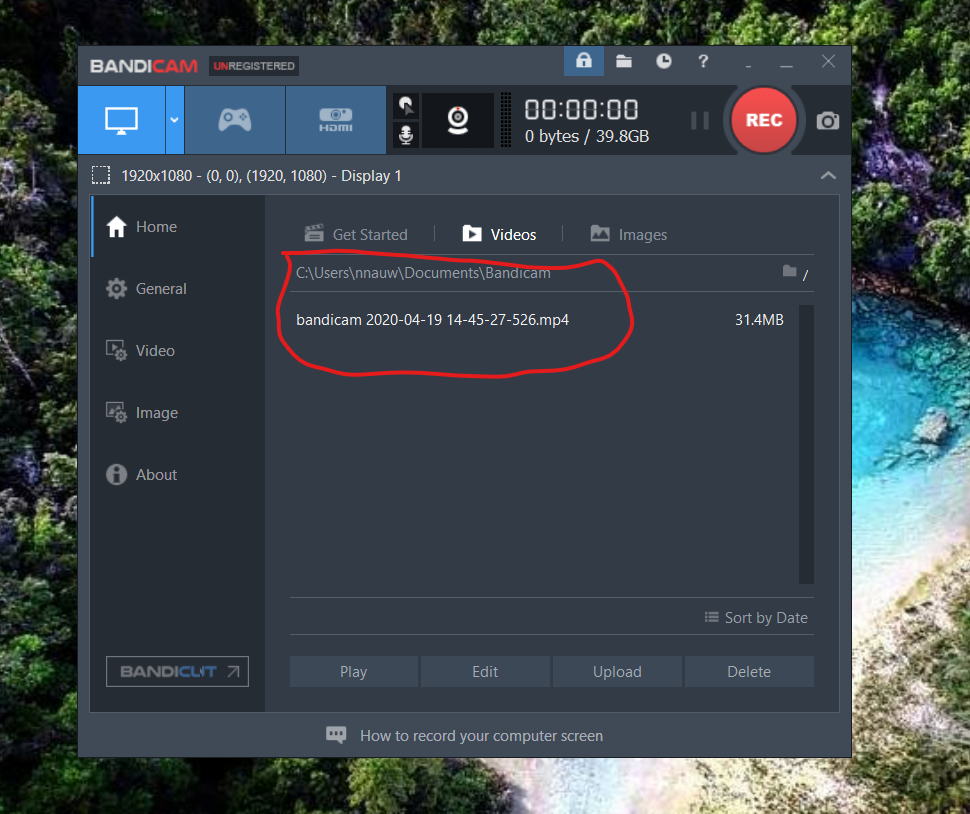 BANDICAM UNREGISTERED
?
HDMI
00:00:00
0 bytes / 39.8GB
REC
1920x1080 - (0, 0), (1920, 1080) - Display 1
Home
General
Video
Image
About
Get Started
Videos
Images
C:\Users\nnauw\Documents\Bandicam
/
bandicam 2020-04-19 14-45-27-526.mp4
31.4MB
Sort by Date
BANDICUT
Play
Edit
Upload
Delete
How to record your computer screen